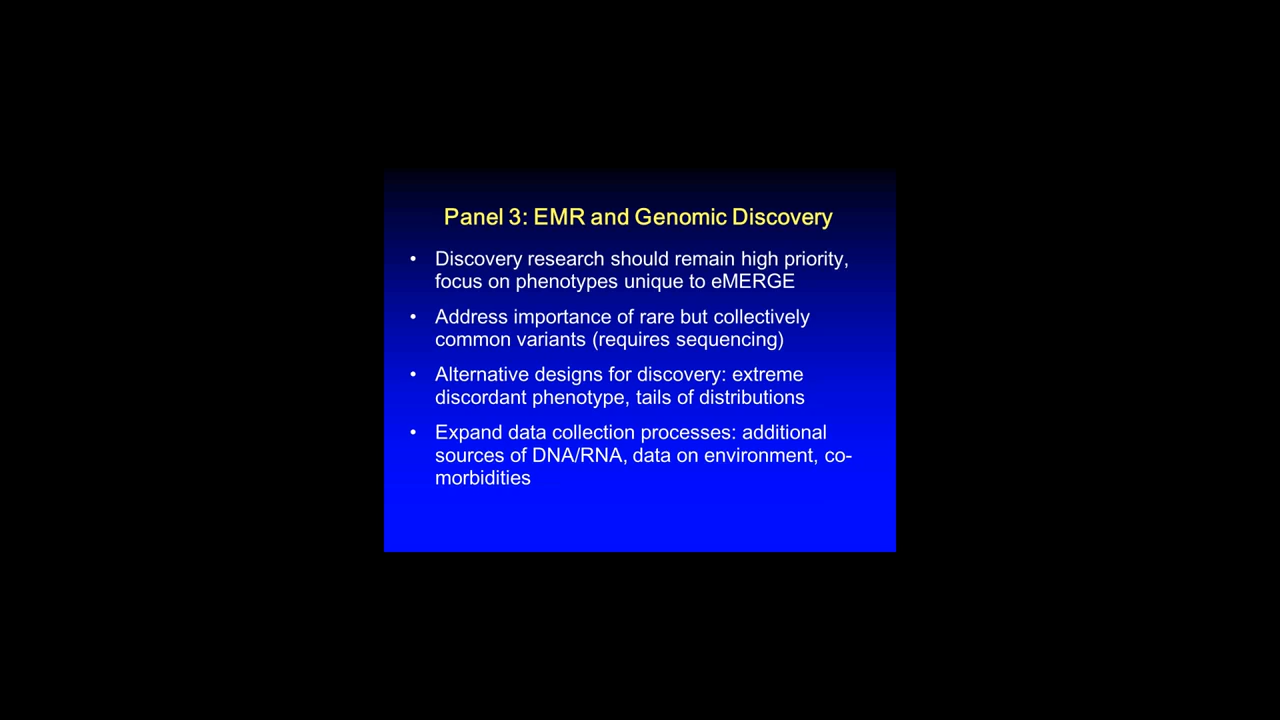 Panel 3: EMR and Genomic Discovery
• Discovery research should remain high priority,
focus on phenotypes unique to eMERGE
• Address importance of rare but collectively
common variants (requires sequencing)
• Alternative designs for discovery: extreme
discordant phenotype, tails of distributions
• Expand data collection processes: additional
sources of DNA/RNA, data on environment, co-
morbidities